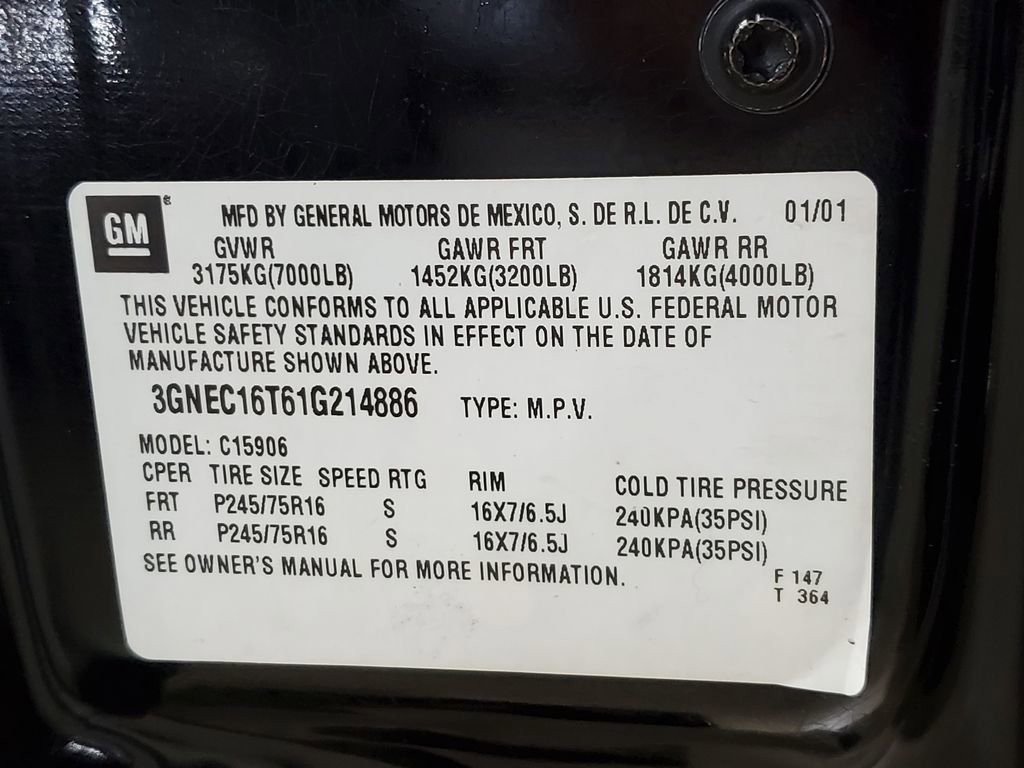 GM®
MFD BY GENERAL MOTORS DE MEXICO, S. DE R.L. DE C.V. 01/01
GVWR GAWR FRT GAWR RR
3175KG(7000LB) 1452KG(3200LB) 1814KG(4000LB)
THIS VEHICLE CONFORMS TO ALL APPLICABLE U.S. FEDERAL MOTOR
VEHICLE SAFETY STANDARDS IN EFFECT ON THE DATE OF
MANUFACTURE SHOWN ABOVE.
3GNEC16T61G214886 TYPE: M.P.V.
MODEL: C15906
CPER TIRE SIZE SPEED RTG RIM COLD TIRE PRESSURE
FRT P245/75R16 S 16X7/6.5J 240KPA(35PSI)
RR P245/75R16 S 16X7/6.5J 240KPA(35PSI)
SEE OWNER'S MANUAL FOR MORE INFORMATION.
F 147
T 364